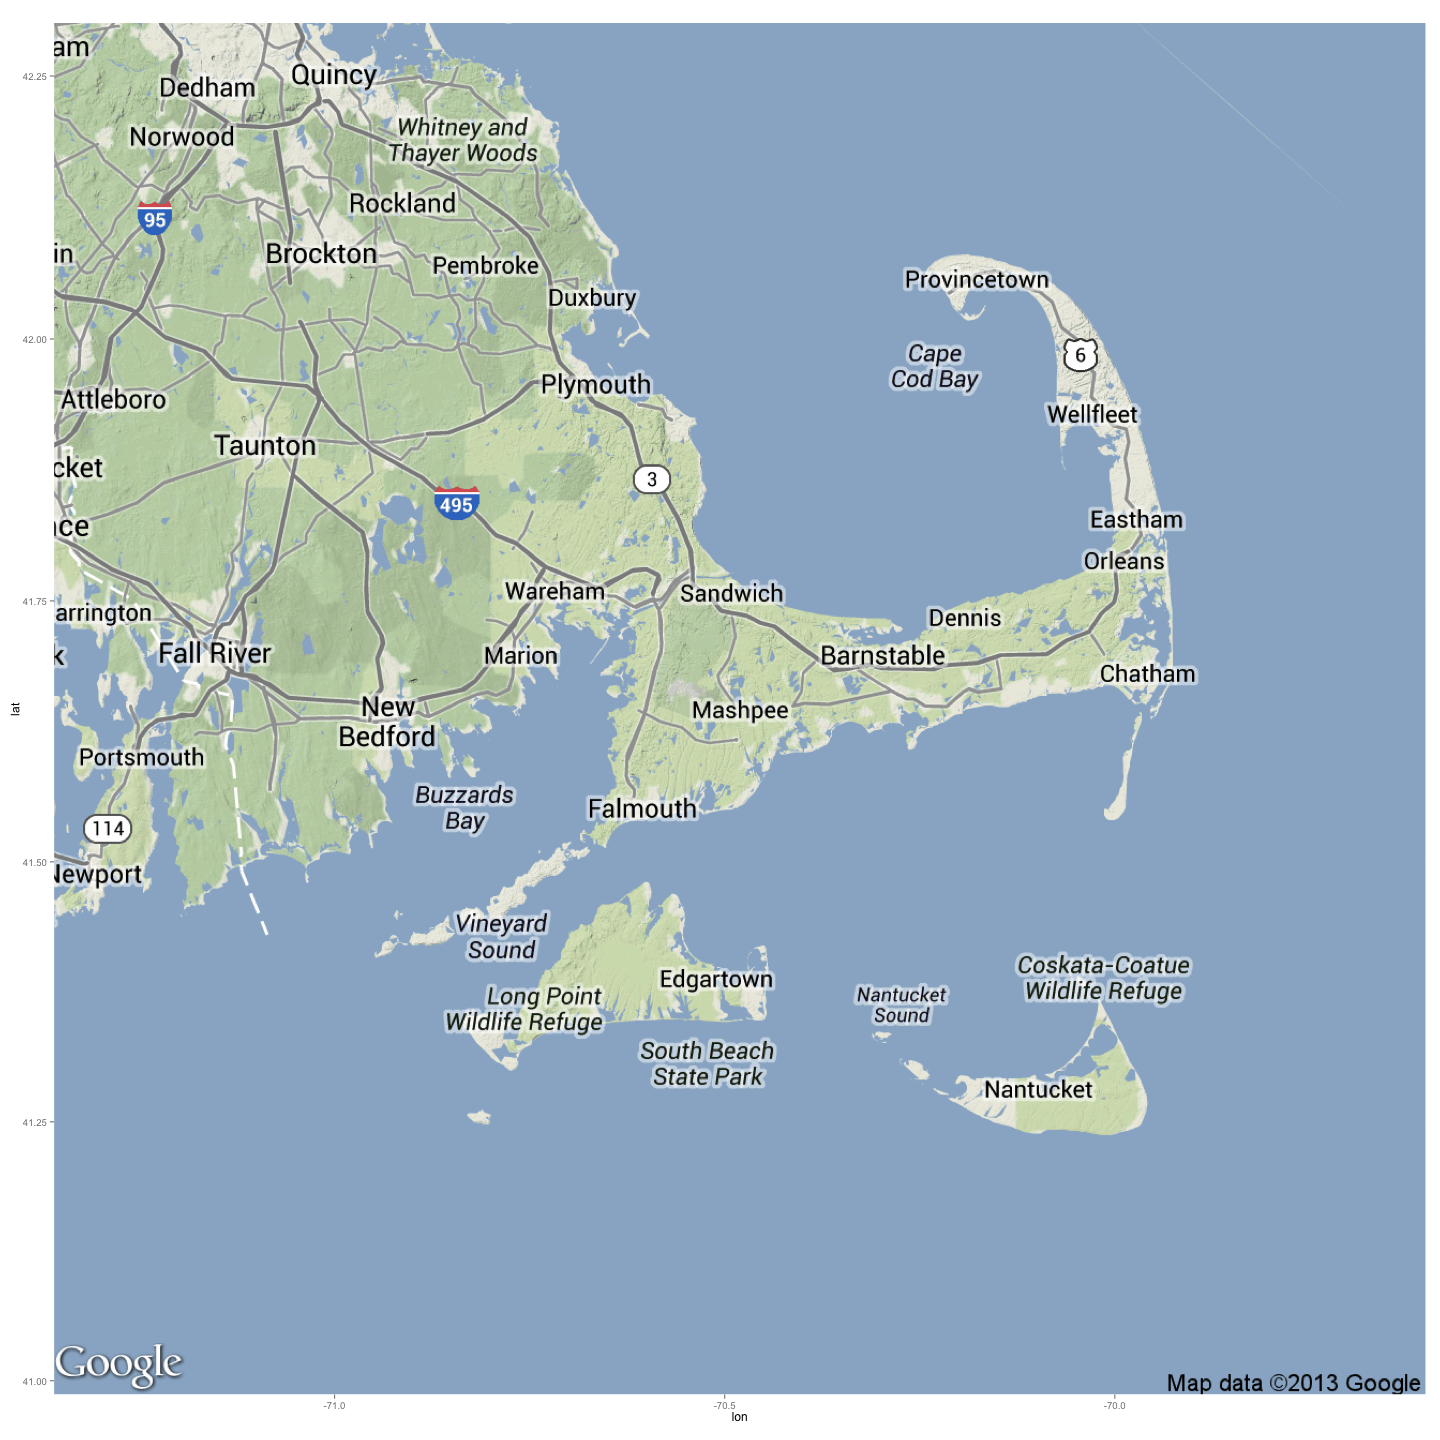 am
Quincy
Dedham
42.25
Whitney and
Thayer Woods
Norwood
Rockland
95
in
Brockton
Pembroke
Provincetown
Duxbury
42.00
Cape
Cod Bay
6
Plymouth
Attleboro
Wellfleet
Taunton
cket
3
495
ice
Eastham
Orleans
41.75
Wareham
Sandwich
arrington
Dennis
k
Fall River
Marion
Barnstable
Chatham
New
Bedford
Mashpee
lat
Portsmouth
Buzzards
Bay
Falmouth
114
41.50
Newport
Vineyard
Sound
Edgartown
Coskata-Coatue
Wildlife Refuge
Long Point
Wildlife Refuge
Nantucket
Sound
South Beach
State Park
Nantucket
41.25
Google
41.00
Map data ©2013 Google
-71.0
-70.5
-70.0
lon